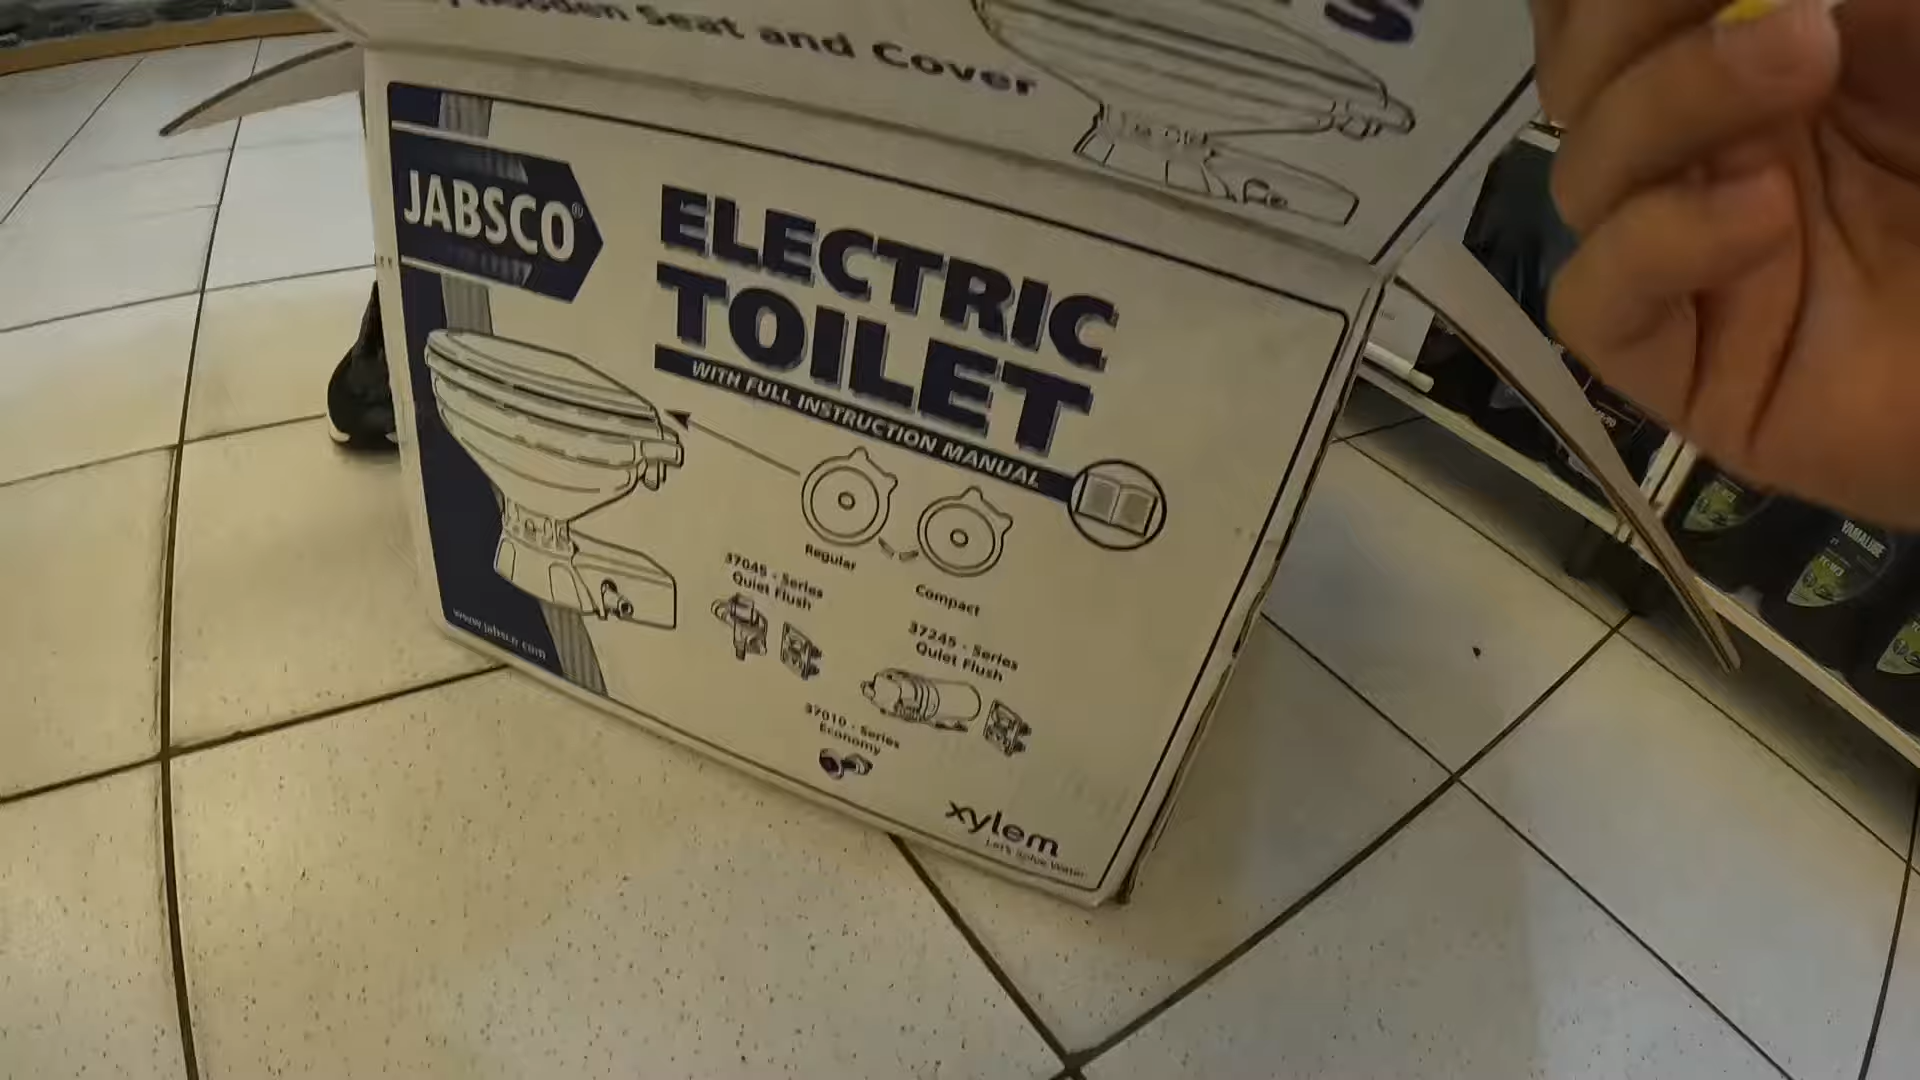 Wooden Seat and Cover
JABSCO®
ELECTRIC
TOILET
WITH FULL INSTRUCTION MANUAL
Regular
Compact
37045 - Series
Quiet Flush
37245 - Series
Quiet Flush
37010 - Series
Economy
www.jabsco.com
xylem
Let's Solve Water
YAMALUBE